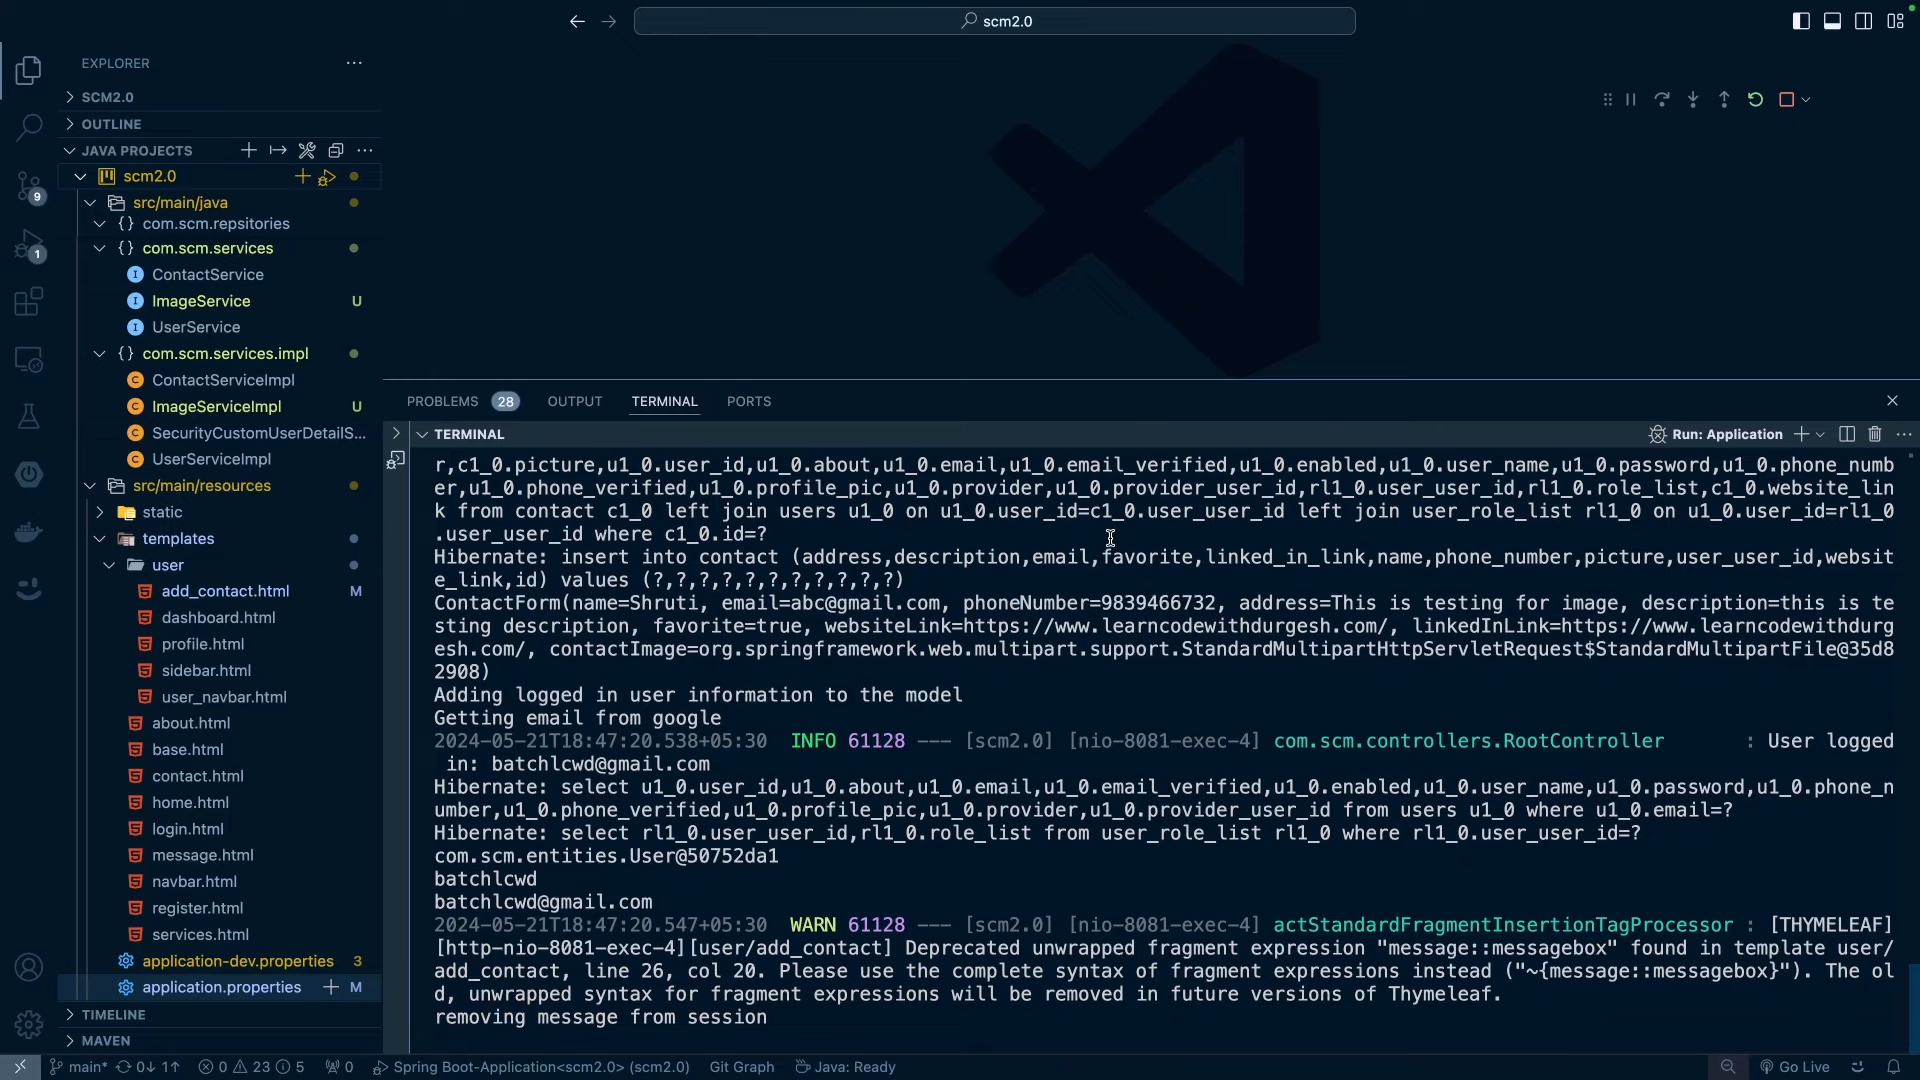 scm2.0
EXPLORER
SCM2.0
OUTLINE
JAVA PROJECTS
scm2.0
src/main/java
{} com.scm.repsitories
{} com.scm.services
ContactService
ImageService U
UserService
{} com.scm.services.impl
ContactServiceImpl
ImageServiceImpl U
SecurityCustomUserDetailS...
UserServiceImpl
src/main/resources
static
templates
user
add_contact.html M
dashboard.html
profile.html
sidebar.html
user_navbar.html
about.html
base.html
contact.html
home.html
login.html
message.html
navbar.html
register.html
services.html
application-dev.properties 3
application.properties M
TIMELINE
MAVEN
9
1
PROBLEMS 28 OUTPUT TERMINAL PORTS
TERMINAL
Run: Application
r,c1_0.picture,u1_0.user_id,u1_0.about,u1_0.email,u1_0.email_verified,u1_0.enabled,u1_0.user_name,u1_0.password,u1_0.phone_numb
er,u1_0.phone_verified,u1_0.profile_pic,u1_0.provider,u1_0.provider_user_id,rl1_0.user_user_id,rl1_0.role_list,c1_0.website_lin
k from contact c1_0 left join users u1_0 on u1_0.user_id=c1_0.user_user_id left join user_role_list rl1_0 on u1_0.user_id=rl1_0
.user_user_id where c1_0.id=?
Hibernate: insert into contact (address,description,email,favorite,linked_in_link,name,phone_number,picture,user_user_id,websit
e_link,id) values (?,?,?,?,?,?,?,?,?,?,?)
ContactForm(name=Shruti, email=abc@gmail.com, phoneNumber=9839466732, address=This is testing for image, description=this is te
sting description, favorite=true, websiteLink=https://www.learncodewithdurgesh.com/, linkedInLink=https://www.learncodewithdurg
esh.com/, contactImage=org.springframework.web.multipart.support.StandardMultipartHttpServletRequest$StandardMultipartFile@35d8
2908)
Adding logged in user information to the model
Getting email from google
2024-05-21T18:47:20.538+05:30 INFO 61128 --- [scm2.0] [nio-8081-exec-4] com.scm.controllers.RootController : User logged
in: batchlcwd@gmail.com
Hibernate: select u1_0.user_id,u1_0.about,u1_0.email,u1_0.email_verified,u1_0.enabled,u1_0.user_name,u1_0.password,u1_0.phone_n
umber,u1_0.phone_verified,u1_0.profile_pic,u1_0.provider,u1_0.provider_user_id from users u1_0 where u1_0.email=?
Hibernate: select rl1_0.user_user_id,rl1_0.role_list from user_role_list rl1_0 where rl1_0.user_user_id=?
com.scm.entities.User@50752da1
batchlcwd
batchlcwd@gmail.com
2024-05-21T18:47:20.547+05:30 WARN 61128 --- [scm2.0] [nio-8081-exec-4] actStandardFragmentInsertionTagProcessor : [THYMELEAF]
[http-nio-8081-exec-4][user/add_contact] Deprecated unwrapped fragment expression "message::messagebox" found in template user/
add_contact, line 26, col 20. Please use the complete syntax of fragment expressions instead ("~{message::messagebox}"). The ol
d, unwrapped syntax for fragment expressions will be removed in future versions of Thymeleaf.
removing message from session
main* 0↓ 1↑ 0 23 5 0 Spring Boot-Application<scm2.0> (scm2.0) Git Graph Java: Ready Go Live